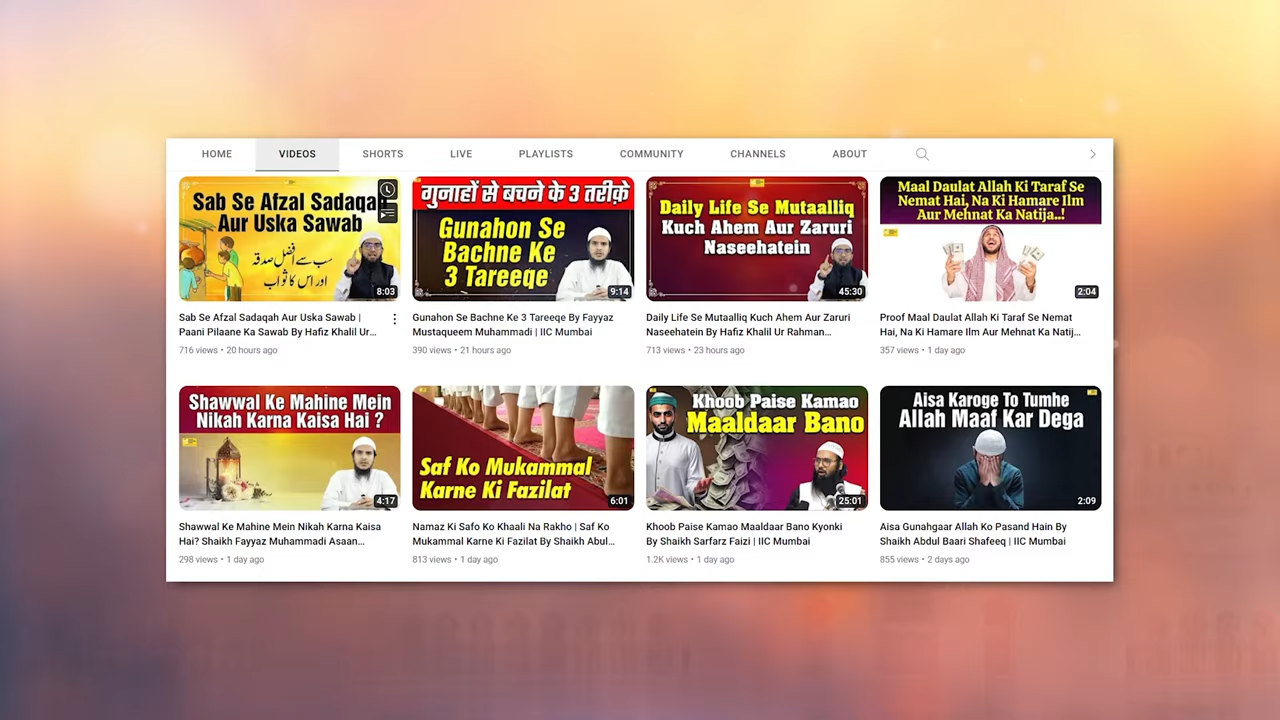 HOME
VIDEOS
SHORTS
LIVE
PLAYLISTS
COMMUNITY
CHANNELS
ABOUT
Sab Se Afzal Sadaqah
Aur Uska Sawab
سب سے افضل صدقہ
اور اس کا ثواب
8:03
Sab Se Afzal Sadaqah Aur Uska Sawab |
Paani Pilaane Ka Sawab By Hafiz Khalil Ur...
716 views • 20 hours ago
गुनाहों से बचने के 3 तरीक़े
Gunahon Se
Bachne Ke
3 Tareeqe
9:14
Gunahon Se Bachne Ke 3 Tareeqe By Fayyaz
Mustaqueem Muhammadi | IIC Mumbai
390 views • 21 hours ago
Daily Life Se Mutaalliq
Kuch Ahem Aur Zaruri
Naseehatein
45:30
Daily Life Se Mutaalliq Kuch Ahem Aur Zaruri
Naseehatein By Hafiz Khalil Ur Rahman...
713 views • 23 hours ago
Maal Daulat Allah Ki Taraf Se
Nemat Hai, Na Ki Hamare Ilm
Aur Mehnat Ka Natija..!
2:04
Proof Maal Daulat Allah Ki Taraf Se Nemat
Hai, Na Ki Hamare Ilm Aur Mehnat Ka Natij...
357 views • 1 day ago
Shawwal Ke Mahine Mein
Nikah Karna Kaisa Hai ?
4:17
Shawwal Ke Mahine Mein Nikah Karna Kaisa
Hai? Shaikh Fayyaz Muhammadi Asaan...
298 views • 1 day ago
Saf Ko Mukammal
Karne Ki Fazilat
6:01
Namaz Ki Safo Ko Khaali Na Rakho | Saf Ko
Mukammal Karne Ki Fazilat By Shaikh Abul...
813 views • 1 day ago
Khoob Paise Kamao
Maaldaar Bano
25:01
Khoob Paise Kamao Maaldaar Bano Kyonki
By Shaikh Sarfarz Faizi | IIC Mumbai
1.2K views • 1 day ago
Aisa Karoge To Tumhe
Allah Maaf Kar Dega
2:09
Aisa Gunahgaar Allah Ko Pasand Hain By
Shaikh Abdul Baari Shafeeq | IIC Mumbai
855 views • 2 days ago